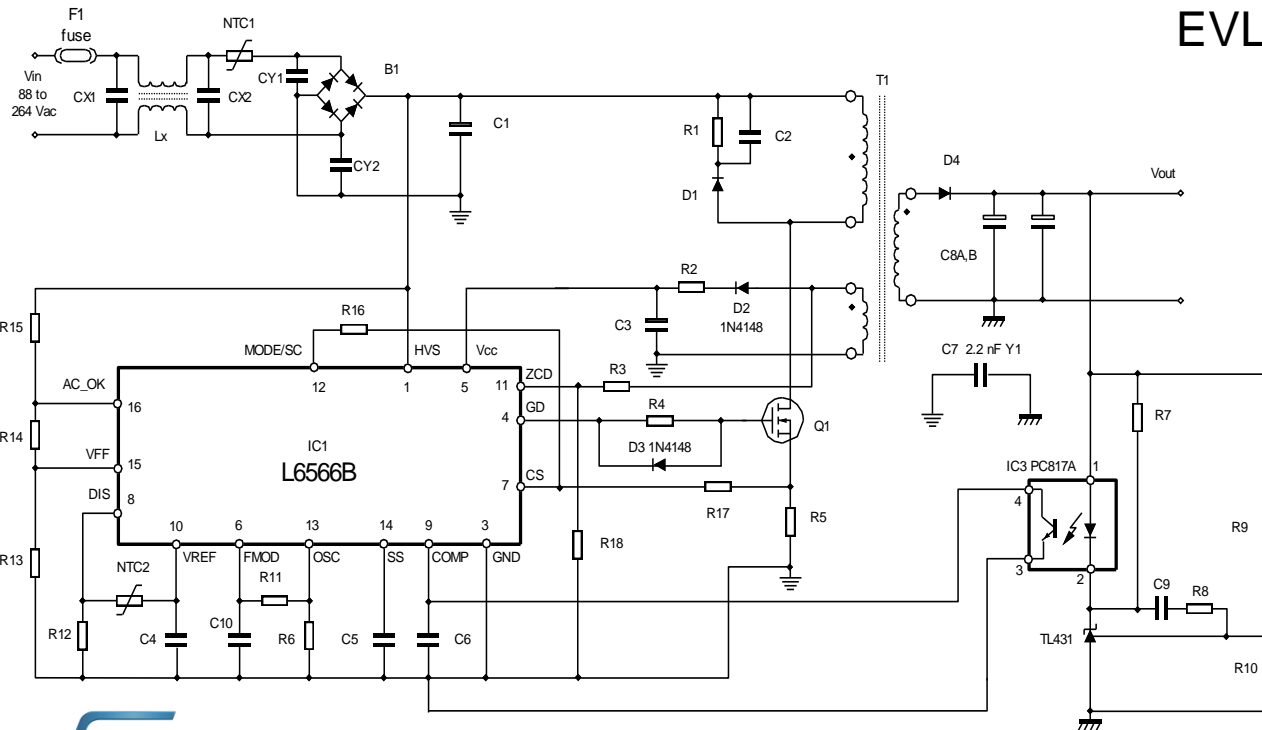 EVL
F1
fuse
NTC1
Vin
88 to
264 Vac
CX1
Lx
CX2
CY1
B1
CY2
C1
R1
C2
D1
T1
D4
Vout
C8A,B
R15
R16
R2
D2
1N4148
C3
C7 2.2 nF Y1
MODE/SC
HVS
Vcc
12
1
5
11
ZCD
R3
AC_OK
16
4
GD
R4
Q1
R7
R14
IC1
L6566B
D3 1N4148
VFF
15
CS
7
IC3 PC817A
1
4
DIS
8
R17
R5
R9
10
6
13
14
9
3
VREF
FMOD
OSC
SS
COMP
GND
R18
R13
3
2
NTC2
R11
C9
R8
R12
C4
C10
R6
C5
C6
TL431
R10